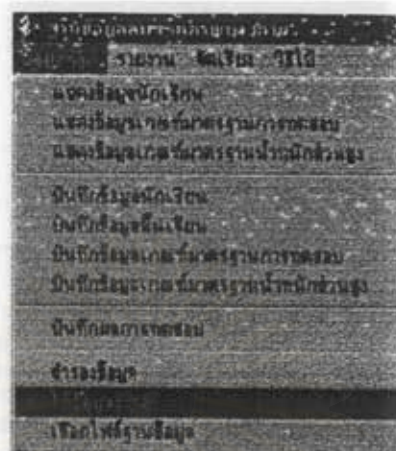 รายงาน จัดเรียง วิธีใช้
แสดงข้อมูลนักเรียน
แสดงข้อมูลเกณฑ์มาตรฐานการทดสอบ
แสดงข้อมูลเกณฑ์มาตรฐานน้ำหนักส่วนสูง
บันทึกข้อมูลนักเรียน
บันทึกข้อมูลชั้นเรียน
บันทึกข้อมูลเกณฑ์มาตรฐานการทดสอบ
บันทึกข้อมูลเกณฑ์มาตรฐานน้ำหนักส่วนสูง
บันทึกผลการทดสอบ
สำรองข้อมูล
เลือกไฟล์ฐานข้อมูล